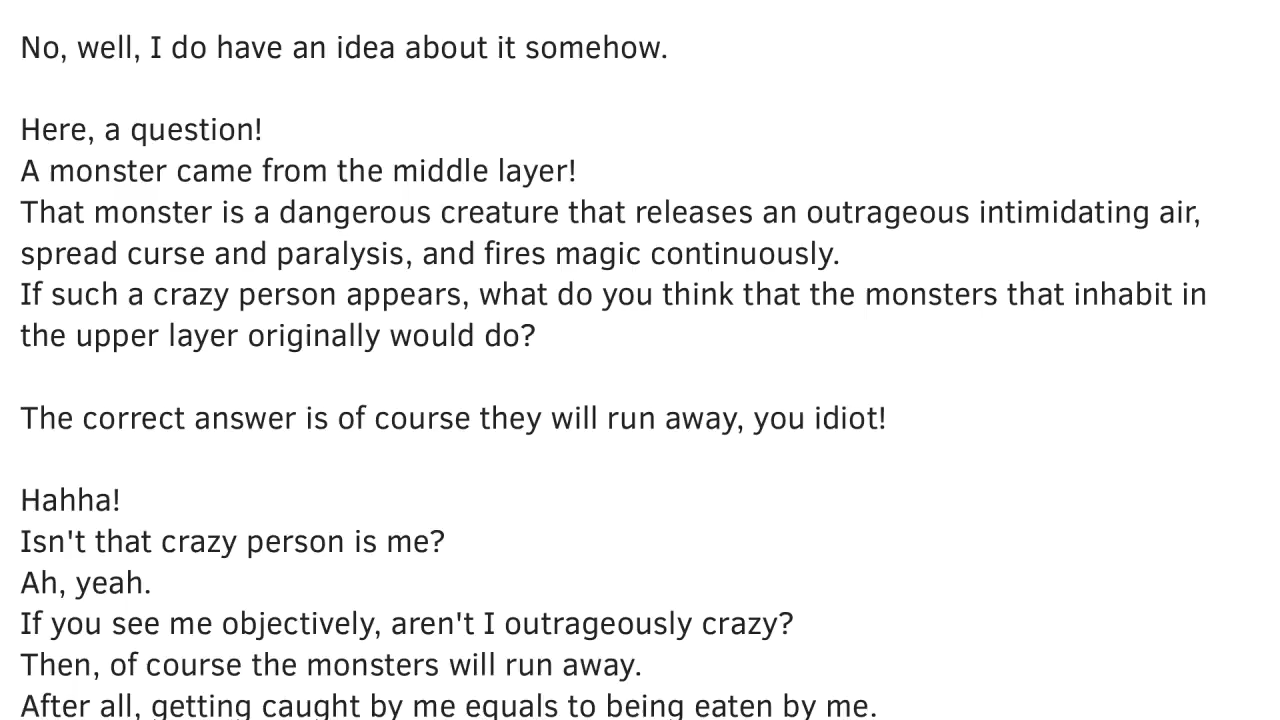 No, well, I do have an idea about it somehow.
Here, a question!
A monster came from the middle layer!
That monster is a dangerous creature that releases an outrageous intimidating air,
spread curse and paralysis, and fires magic continuously.
If such a crazy person appears, what do you think that the monsters that inhabit in
the upper layer originally would do?
The correct answer is of course they will run away, you idiot!
Hahha!
Isn't that crazy person is me?
Ah, yeah.
If you see me objectively, aren't I outrageously crazy?
Then, of course the monsters will run away.
After all, getting caught by me equals to being eaten by me.